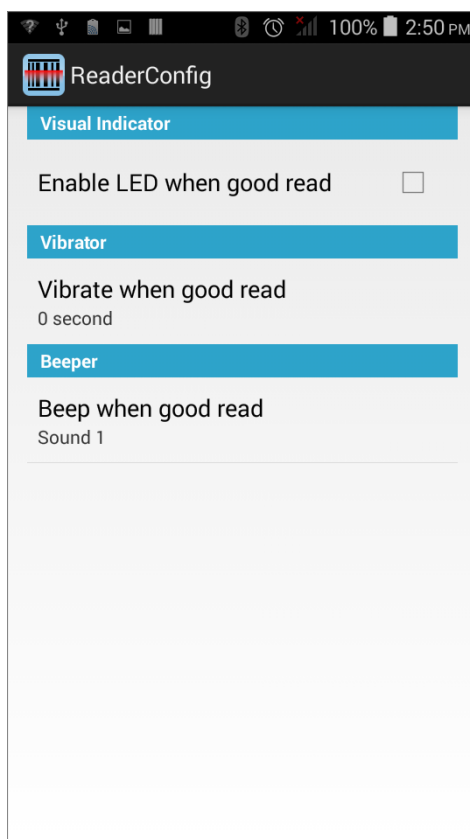 100% 2:50 PM
ReaderConfig
Visual Indicator
Enable LED when good read
Vibrator
Vibrate when good read
0 second
Beeper
Beep when good read
Sound 1